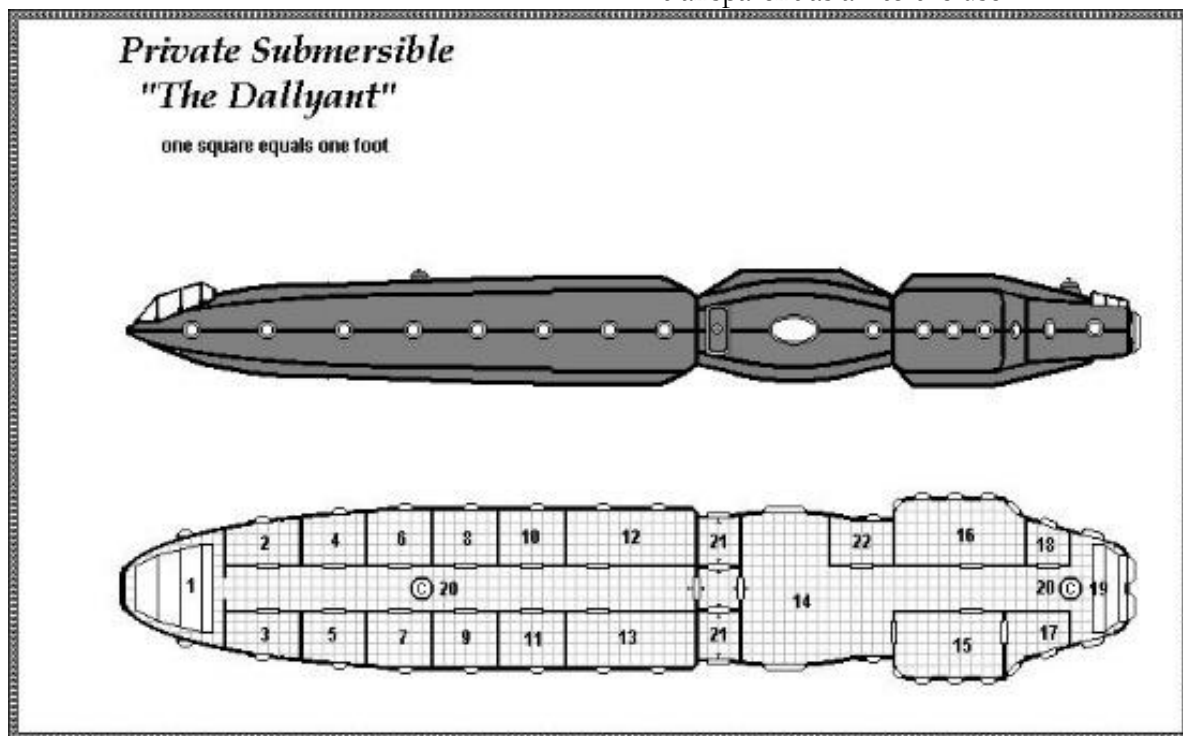 Private Submersible
"The Dallyant"
one square equals one foot
2 4 6 8 10 12 21 22 16 18
1 C 20 14 20 C 19
3 5 7 9 11 13 21 15 17